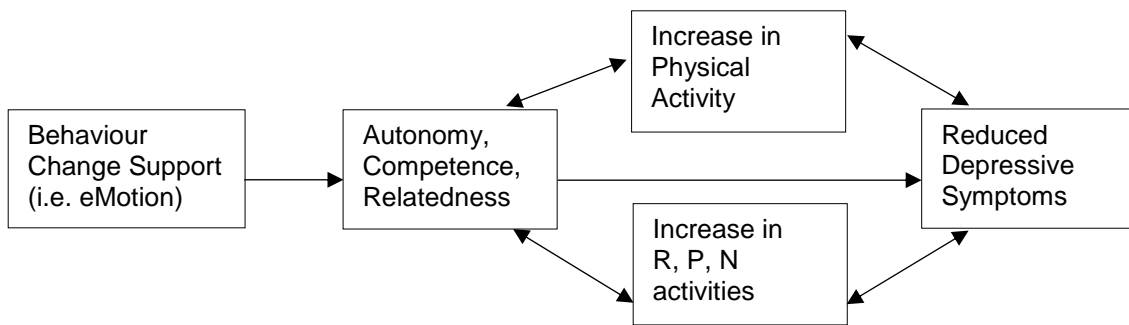 Behaviour
Change Support
(i.e. eMotion)
Autonomy,
Competence,
Relatedness
Increase in
Physical
Activity
Increase in
R, P, N
activities
Reduced
Depressive
Symptoms